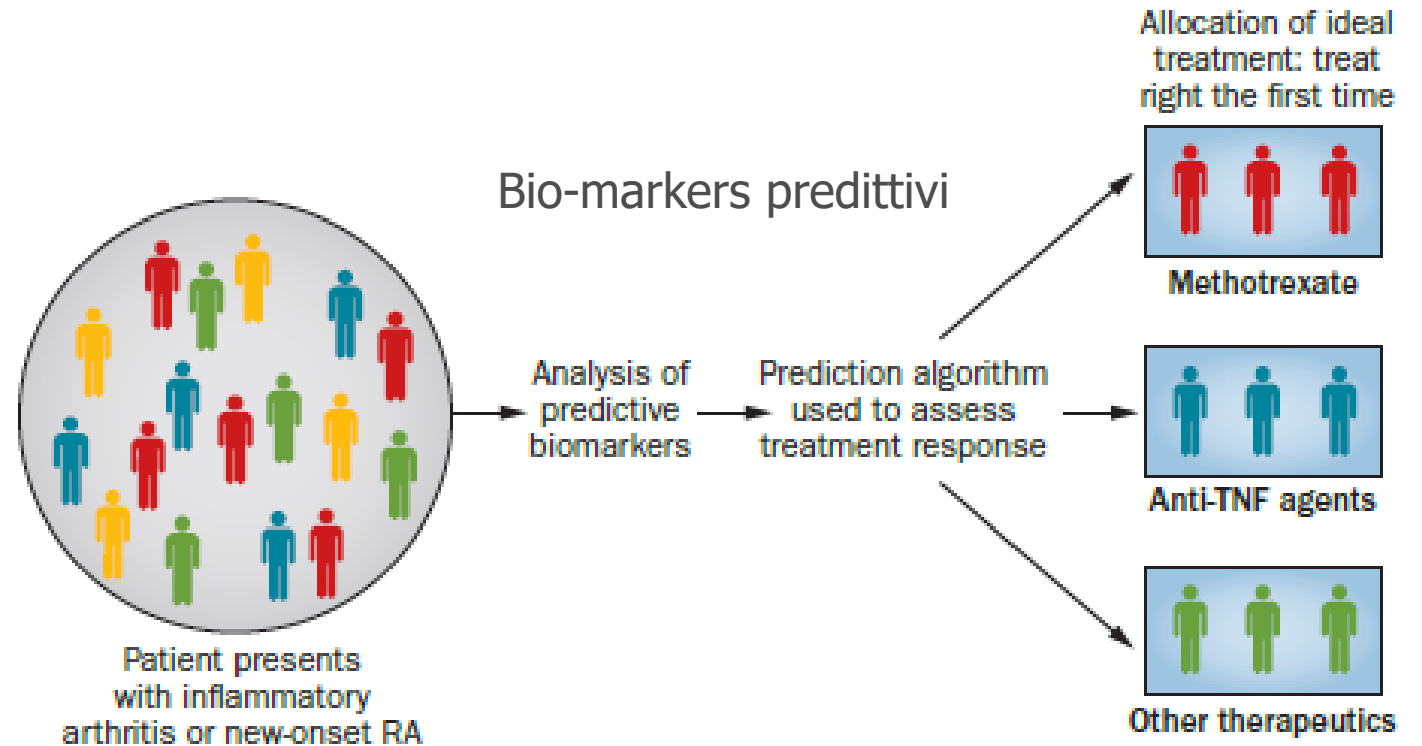 Bio-markers predittivi
Patient presents
with inflammatory
arthritis or new-onset RA
Analysis of
predictive
biomarkers
Prediction algorithm
used to assess
treatment response
Allocation of ideal
treatment: treat
right the first time
Methotrexate
Anti-TNF agents
Other therapeutics